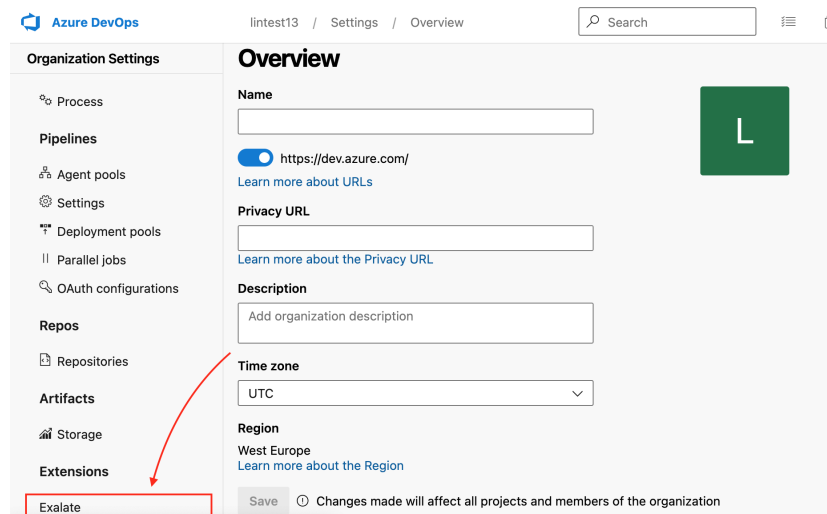 Azure DevOps
lintest13 / Settings / Overview
Search
Organization Settings
Process
Pipelines
Agent pools
Settings
Deployment pools
Parallel jobs
OAuth configurations
Repos
Repositories
Artifacts
Storage
Extensions
Exalate
Overview
Name
https://dev.azure.com/
Learn more about URLs
Privacy URL
Learn more about the Privacy URL
Description
Add organization description
Time zone
UTC
Region
West Europe
Learn more about the Region
Save
Changes made will affect all projects and members of the organization
L